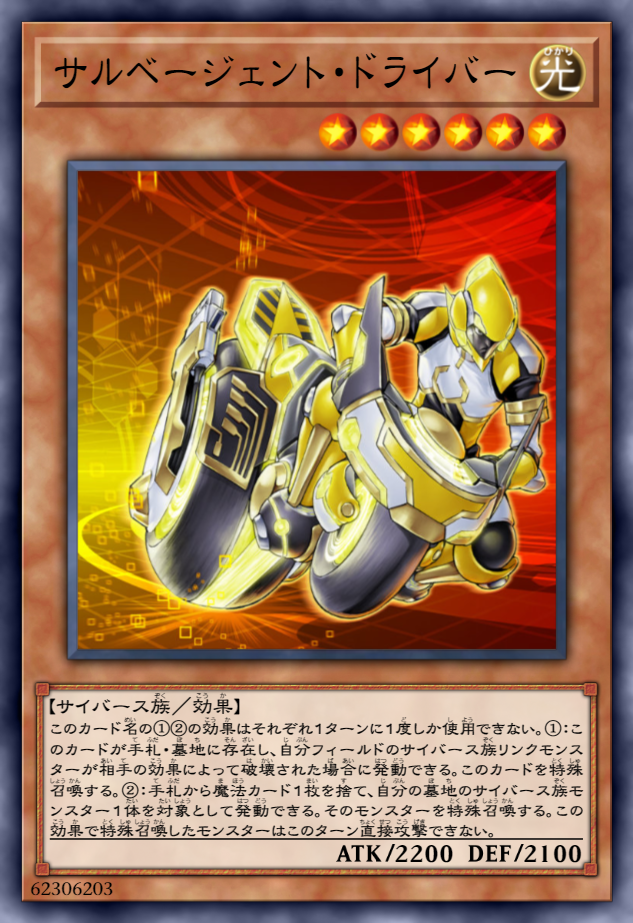 サルベージェント・ドライバー
ひかり
光
【サイバース族／効果】
このカード名の①②の効果はそれぞれ1ターンに1度しか使用できない。①：こ
のカードが手札・墓地に存在し、自分フィールドのサイバース族リンクモンス
ターが相手の効果によって破壊された場合に発動できる。このカードを特殊
召喚する。②：手札から魔法カード1枚を捨て、自分の墓地のサイバース族モ
ンスター1体を対象として発動できる。そのモンスターを特殊召喚する。この
効果で特殊召喚したモンスターはこのターン直接攻撃できない。
ATK/2200 DEF/2100
62306203